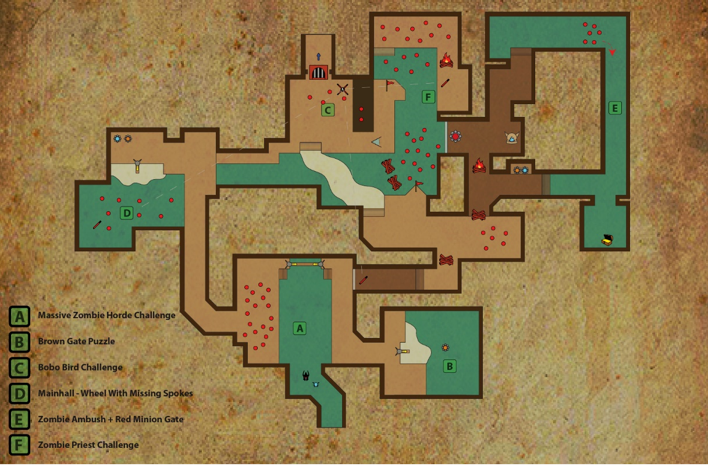 C
F
E
D
A
B
A Massive Zombie Horde Challenge
B Brown Gate Puzzle
C Bobo Bird Challenge
D Mainhall - Wheel With Missing Spokes
E Zombie Ambush + Red Minion Gate
F Zombie Priest Challenge